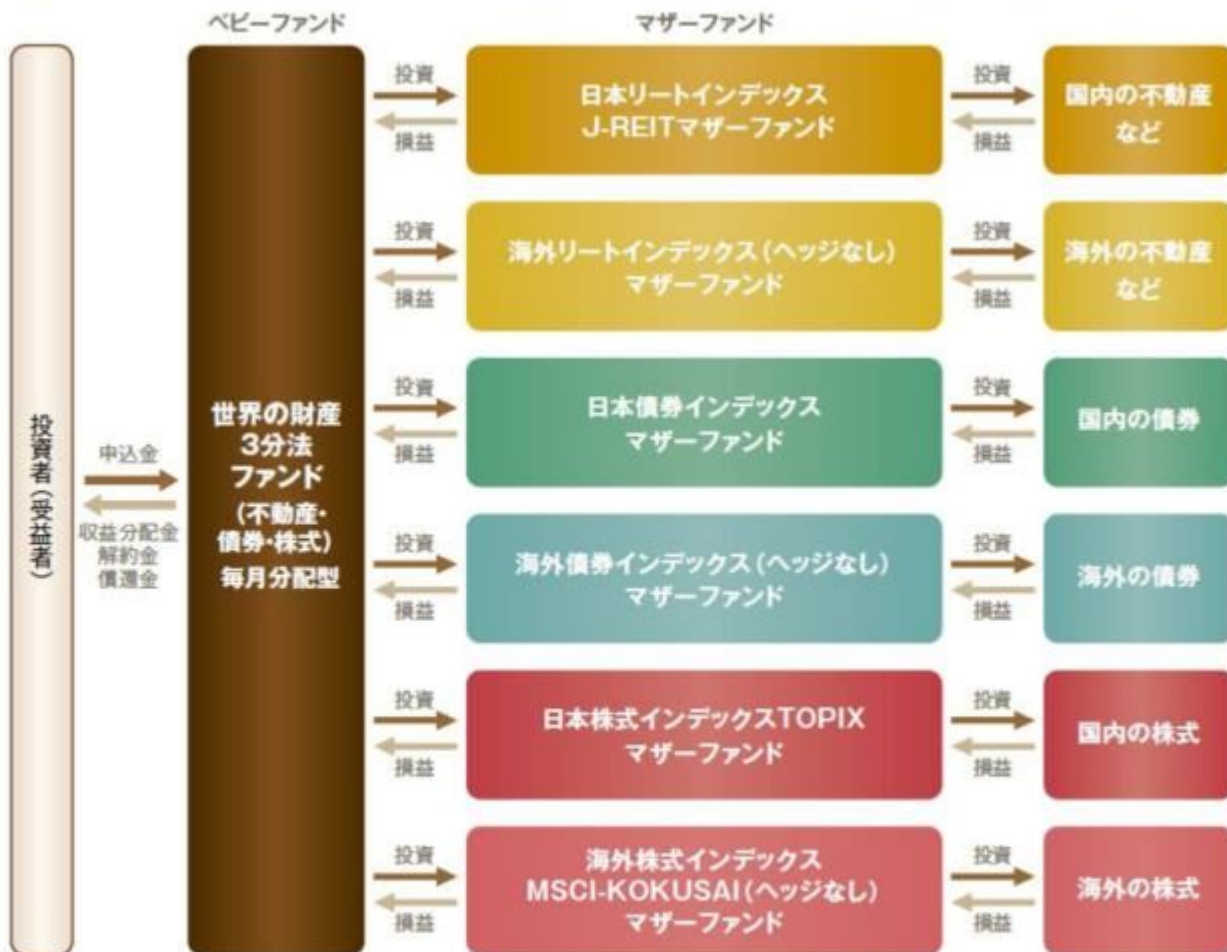 ベビーファンド
マザーファンド
投資者(受益者)
申込金
収益分配金
解約金
償還金
世界の財産
3分法
ファンド
(不動産・
債券・株式)
毎月分配型
投資
損益
日本リートインデックス
J-REITマザーファンド
投資
損益
国内の不動産
など
投資
損益
海外リートインデックス(ヘッジなし)
マザーファンド
投資
損益
海外の不動産
など
投資
損益
日本債券インデックス
マザーファンド
投資
損益
国内の債券
投資
損益
海外債券インデックス(ヘッジなし)
マザーファンド
投資
損益
海外の債券
投資
損益
日本株式インデックスTOPIX
マザーファンド
投資
損益
国内の株式
投資
損益
海外株式インデックス
MSCI-KOKUSAI(ヘッジなし)
マザーファンド
投資
損益
海外の株式